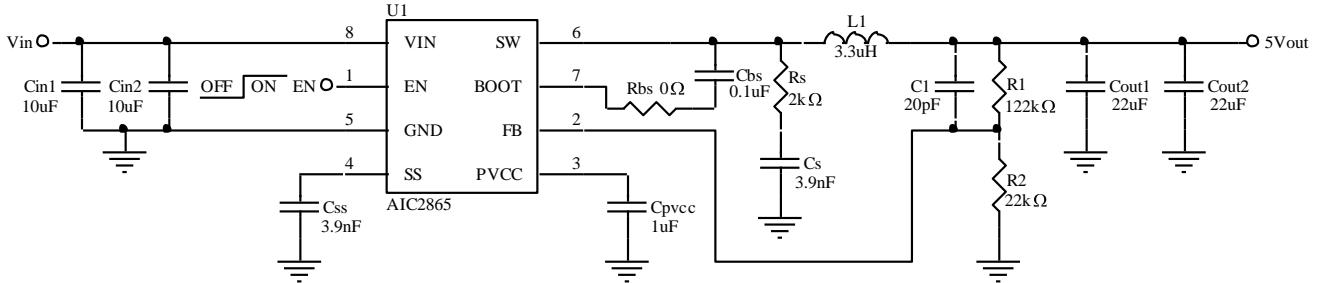 U1
Vin
8
VIN
SW
6
L1
3.3uH
5Vout
Cin1
10uF
Cin2
10uF
OFF
ON
EN
1
EN
BOOT
7
Rbs 0Ω
Cbs
0.1uF
Rs
2kΩ
C1
20pF
R1
122kΩ
Cout1
22uF
Cout2
22uF
5
GND
FB
2
4
SS
PVCC
3
Css
3.9nF
AIC2865
Cpvcc
1uF
Cs
3.9nF
R2
22kΩ